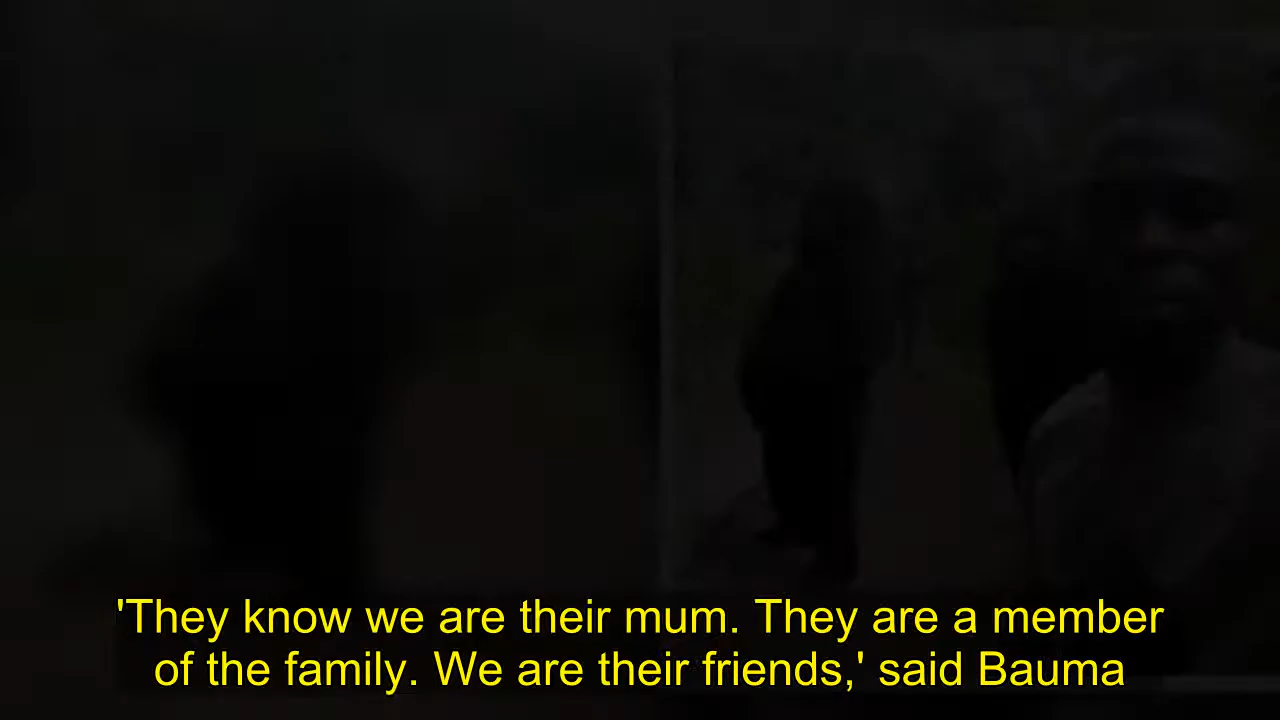 'They know we are their mum. They are a member
of the family. We are their friends,' said Bauma